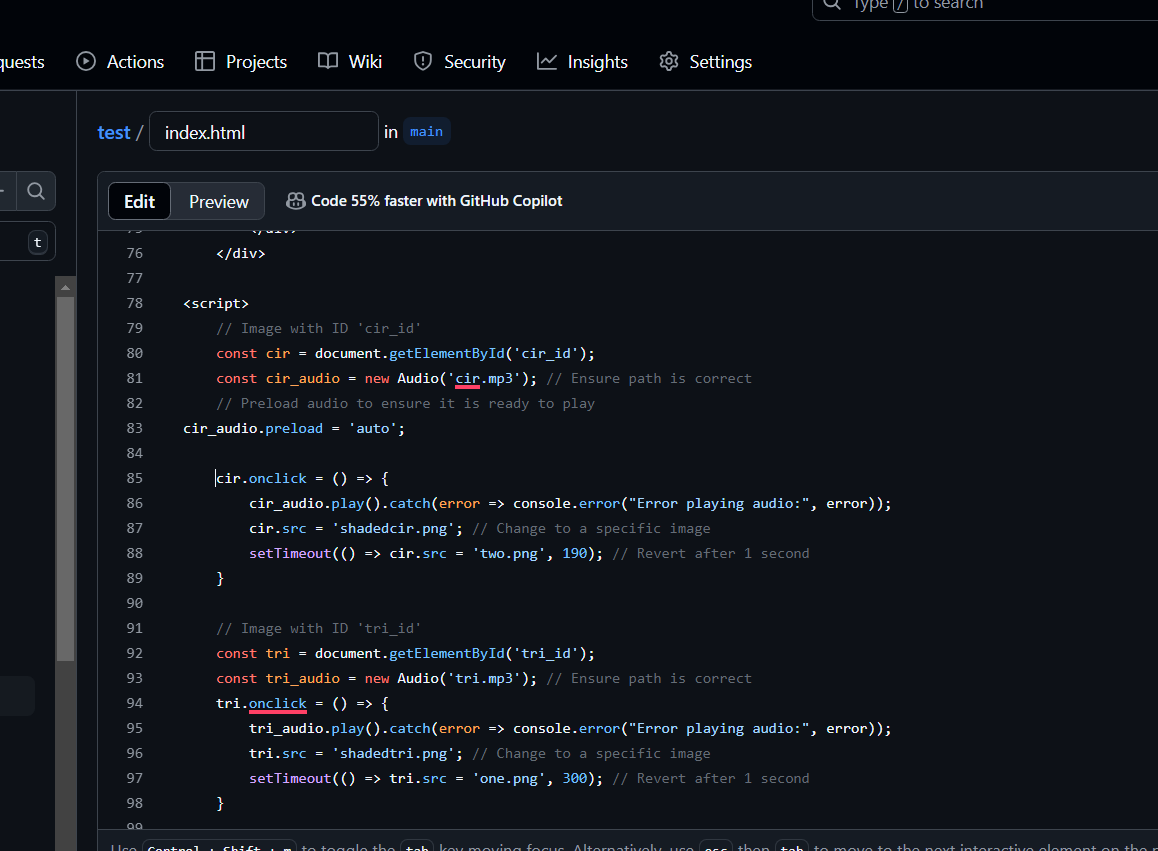 Type / to search
quests Actions Projects Wiki Security Insights Settings
test / index.html in main
t
Edit Preview Code 55% faster with GitHub Copilot
75 </div>
76 </div>
77
78 <script>
79 // Image with ID 'cir_id'
80 const cir = document.getElementById('cir_id');
81 const cir_audio = new Audio('cir.mp3'); // Ensure path is correct
82 // Preload audio to ensure it is ready to play
83 cir_audio.preload = 'auto';
84
85 cir.onclick = () => {
86 cir_audio.play().catch(error => console.error("Error playing audio:", error));
87 cir.src = 'shadedcir.png'; // Change to a specific image
88 setTimeout(() => cir.src = 'two.png', 190); // Revert after 1 second
89 }
90
91 // Image with ID 'tri_id'
92 const tri = document.getElementById('tri_id');
93 const tri_audio = new Audio('tri.mp3'); // Ensure path is correct
94 tri.onclick = () => {
95 tri_audio.play().catch(error => console.error("Error playing audio:", error));
96 tri.src = 'shadedtri.png'; // Change to a specific image
97 setTimeout(() => tri.src = 'one.png', 300); // Revert after 1 second
98 }
99
Use Control + Shift + m to toggle the tab key moving focus. Alternatively, use esc then tab to move to the next interactive element on the